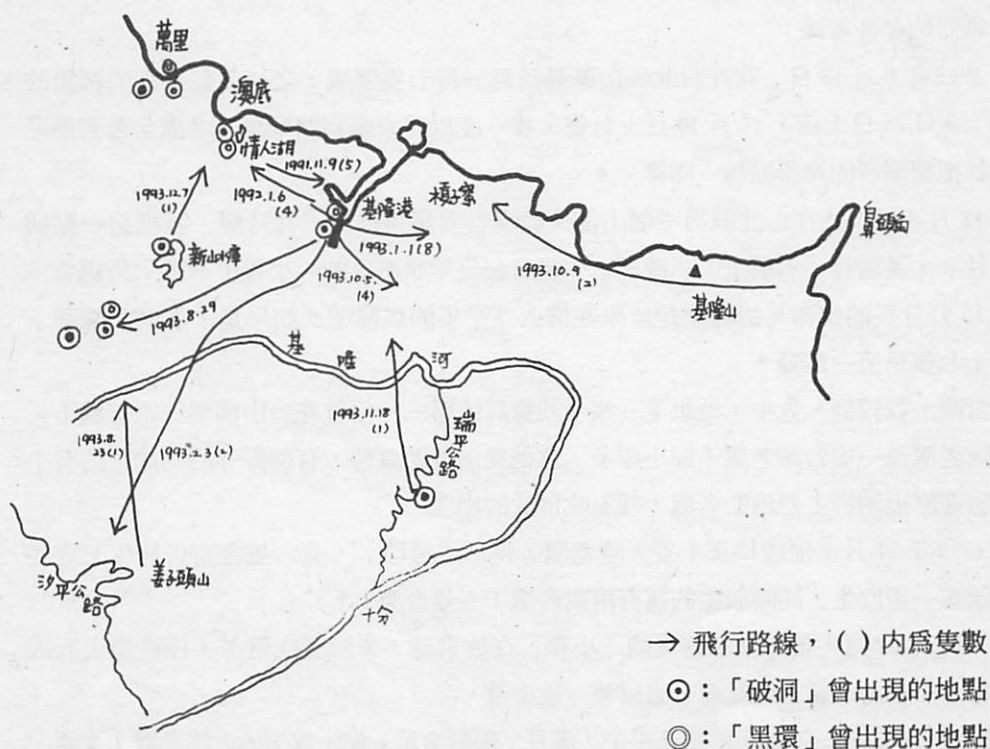 萬里
澳底
情人湖
1991.11.9(5)
1992.1.6
(4)
1993.12.7
(1)
基隆港
1993.1.1(8)
槓子寮
鼻頭角
1993.10.9
(2)
基隆山
新山水庫
1993.10.5.
(4)
1993.8.29
基隆河
1993.11.18
(1)
瑞平公路
1993.8.
23(1)
1993.2.3(2)
姜子頭山
汐平公路
十分
→ 飛行路線，( ) 內為隻數
⊙：「破洞」曾出現的地點
◎：「黑環」曾出現的地點